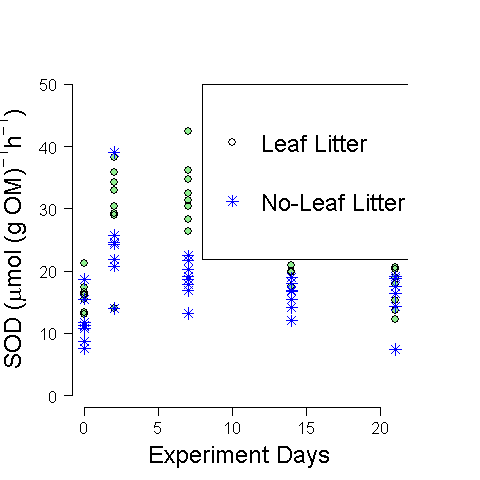 50
40
30
20
10
0
SOD (μmol (g OM)⁻¹h⁻¹)
Leaf Litter
No-Leaf Litter
0 5 10 15 20
Experiment Days